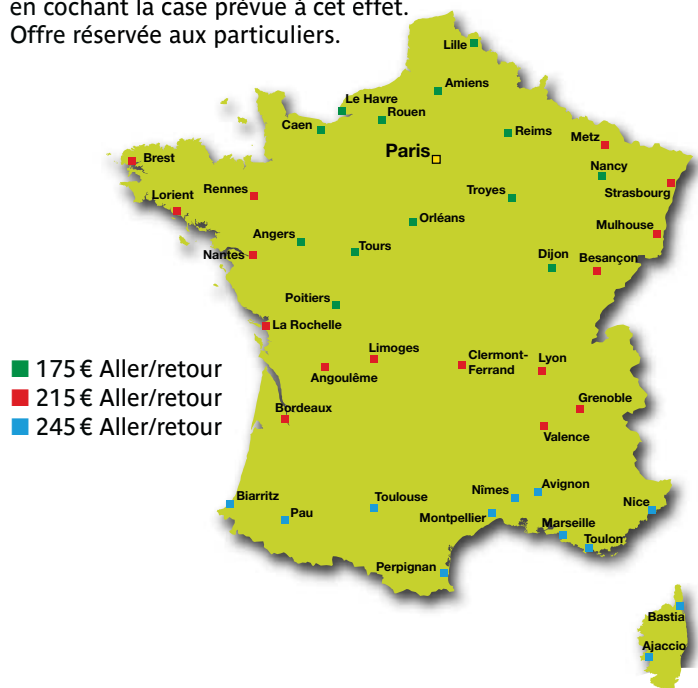 en cochant la case prévue à cet effet.
Offre réservée aux particuliers.
Lille
Amiens
Le Havre
Rouen
Caen
Reims
Metz
Paris
Brest
Nancy
Lorient
Rennes
Troyes
Strasbourg
Orléans
Mulhouse
Angers
Tours
Nantes
Dijon
Besançon
Poitiers
La Rochelle
Limoges
Clermont-
Ferrand
Lyon
175 € Aller/retour
Angoulême
215 € Aller/retour
Grenoble
Bordeaux
245 € Aller/retour
Valence
Biarritz
Toulouse
Nîmes
Avignon
Pau
Montpellier
Nice
Marseille
Toulon
Perpignan
Bastia
Ajaccio